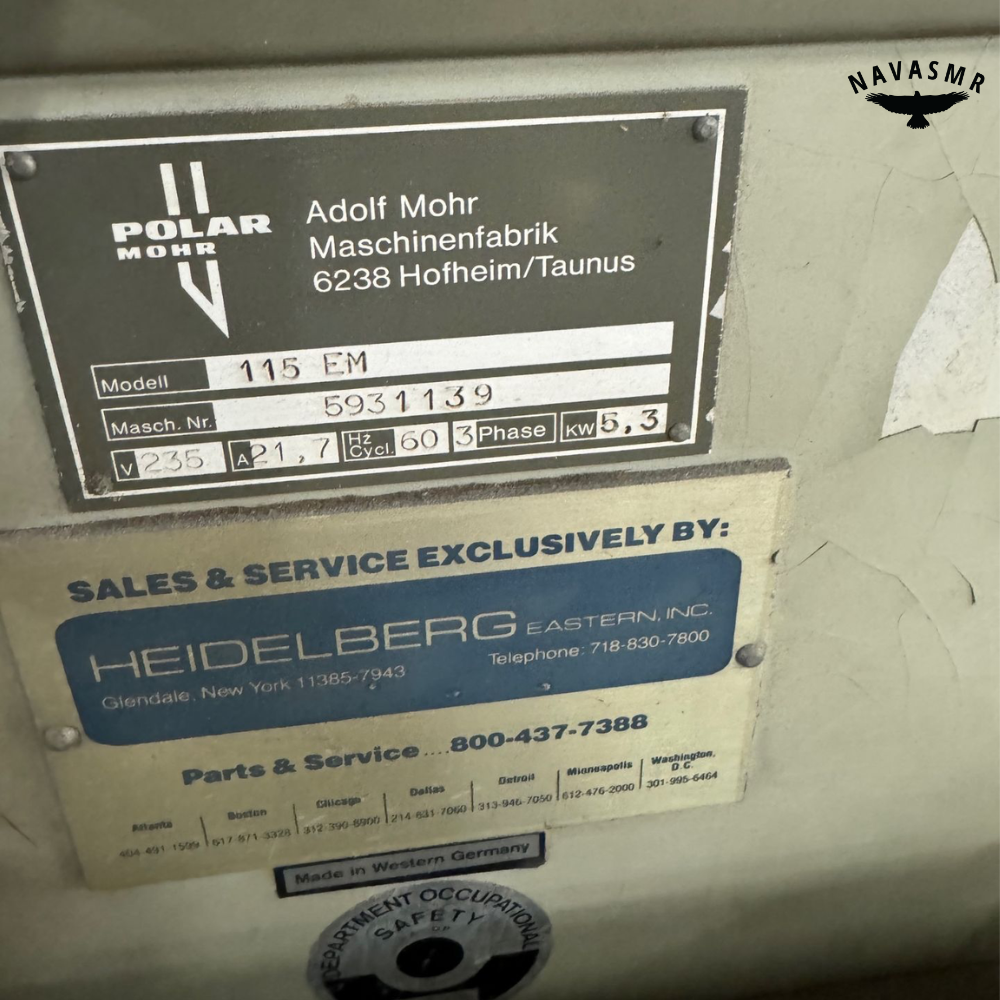 NAVASMR
POLAR
MOHR
Adolf Mohr
Maschinenfabrik
6238 Hofheim/Taunus
Modell 115 EM
Masch. Nr. 5931139
V 235 A 21,7 Hz Cycl. 60 3 Phase KW 5,3
SALES & SERVICE EXCLUSIVELY BY:
HEIDELBERG EASTERN, INC.
Glendale, New York 11385-7943 Telephone: 718-830-7800
Parts & Service....800-437-7388
Atlanta Boston Chicago Dallas Detroit Minneapolis Washington, D.C.
404-491-1509 617-871-3328 312-390-8900 214-631-7060 313-946-7050 612-476-2000 301-995-6464
Made in Western Germany
DEPARTMENT OCCUPATIONAL
SAFETY